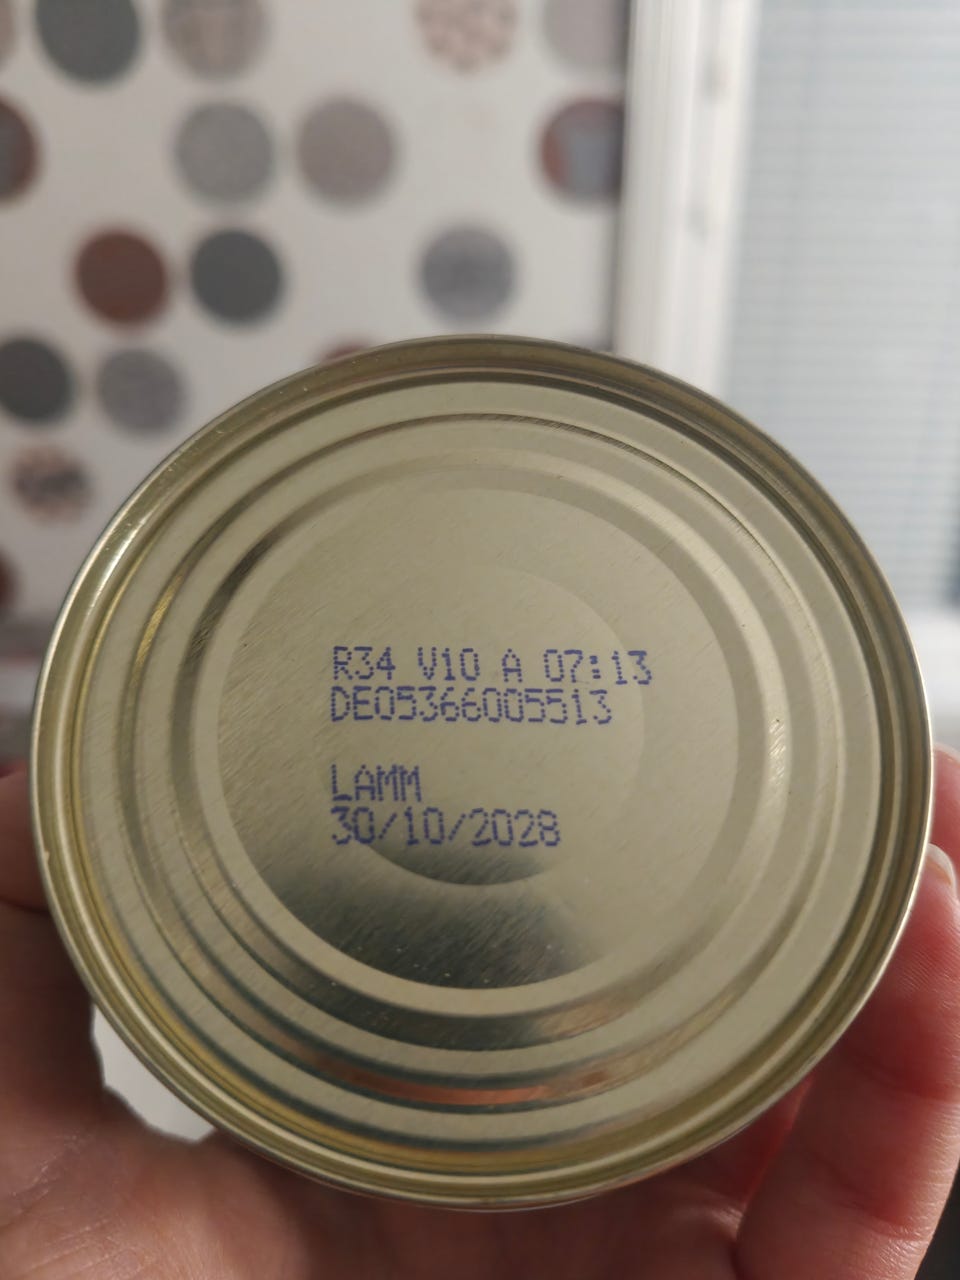 R34 V10 A 07:13
DE05366005513
LAMM
30/10/2028